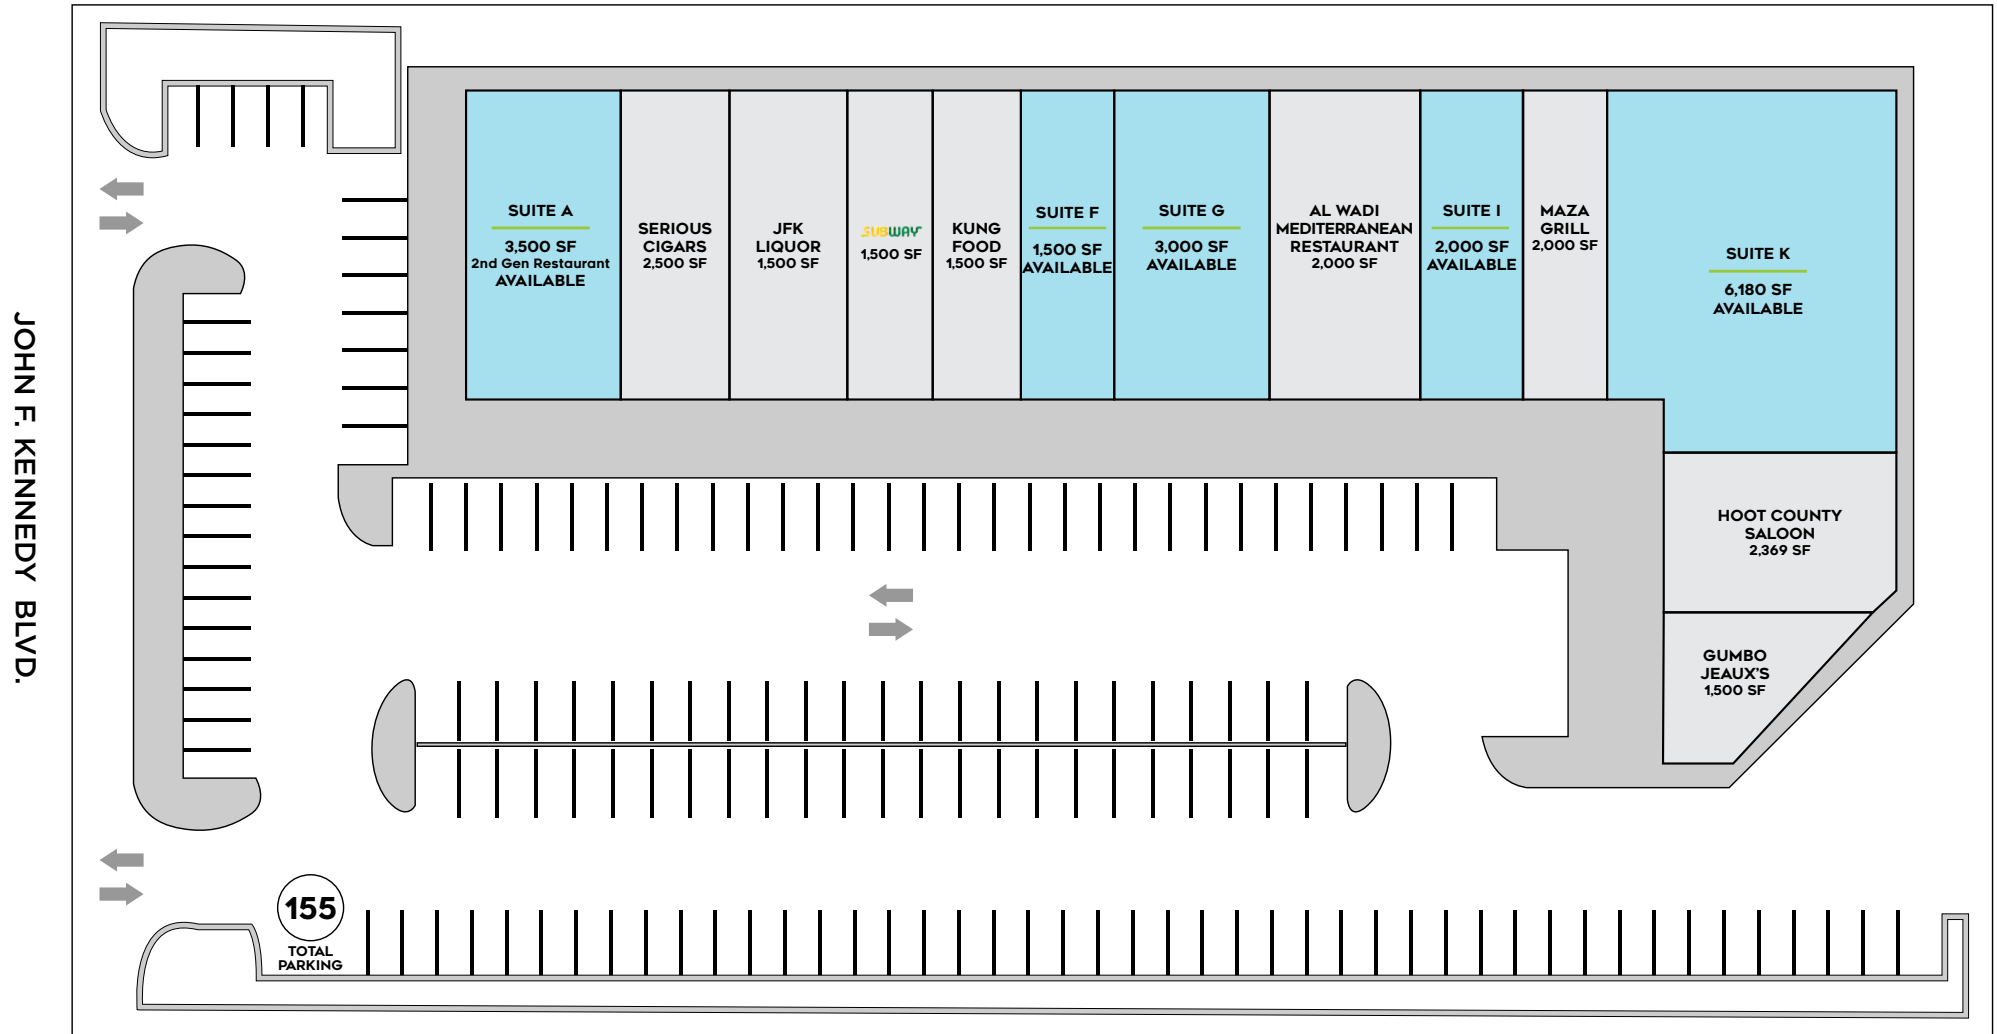 JOHN F. KENNEDY BLVD.
SUITE A
3,500 SF
2nd Gen Restaurant
AVAILABLE
SERIOUS
CIGARS
2,500 SF
JFK
LIQUOR
1,500 SF
SUBWAY
1,500 SF
KUNG
FOOD
1,500 SF
SUITE F
1,500 SF
AVAILABLE
SUITE G
3,000 SF
AVAILABLE
AL WADI
MEDITERRANEAN
RESTAURANT
2,000 SF
SUITE I
2,000 SF
AVAILABLE
MAZA
GRILL
2,000 SF
SUITE K
6,180 SF
AVAILABLE
HOOT COUNTY
SALOON
2,369 SF
GUMBO
JEAUX'S
1,500 SF
155
TOTAL
PARKING